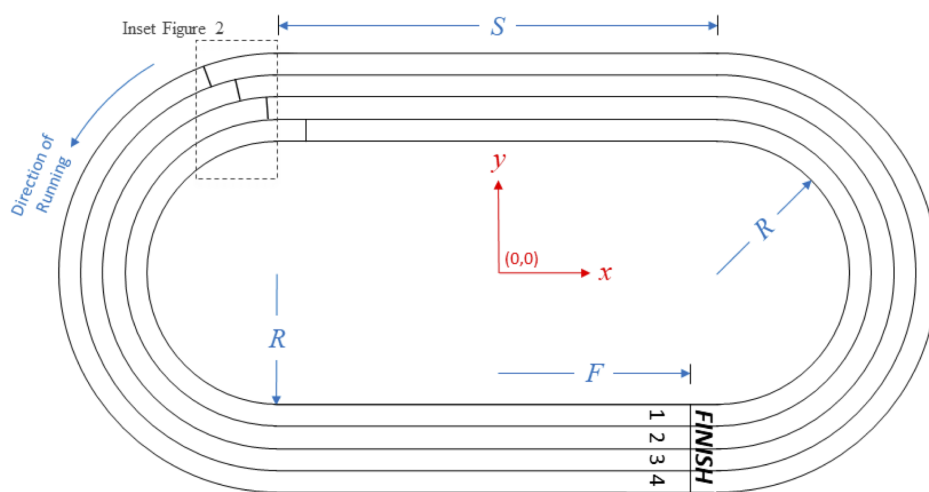 Inset Figure 2
S
Direction of
Running
y
R
(0,0)
x
R
F
1
2
3
4
FINISH